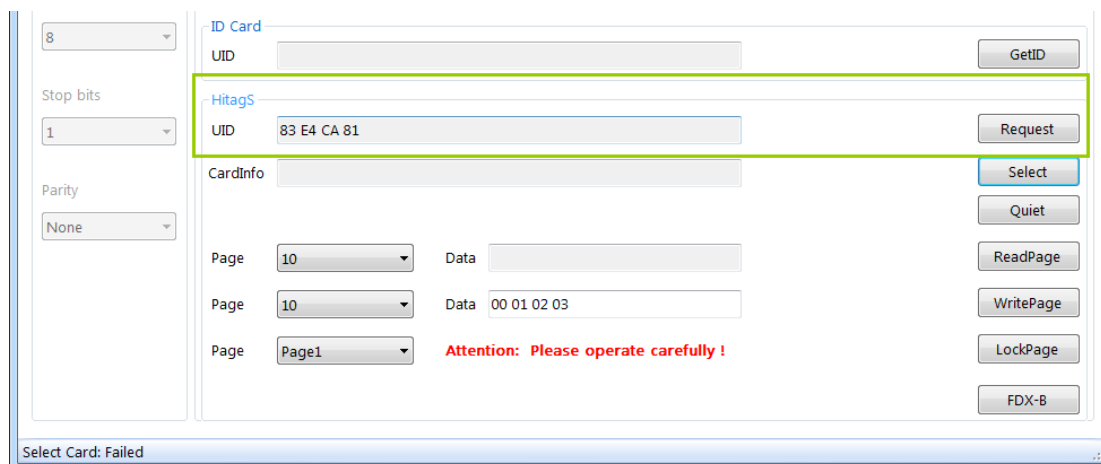 8
Stop bits
1
Parity
None
ID Card
UID
GetID
HitagS
UID 83 E4 CA 81 Request
CardInfo Select
Quiet
Page 10 Data ReadPage
Page 10 Data 00 01 02 03 WritePage
Page Page1 Attention: Please operate carefully ! LockPage
FDX-B
Select Card: Failed